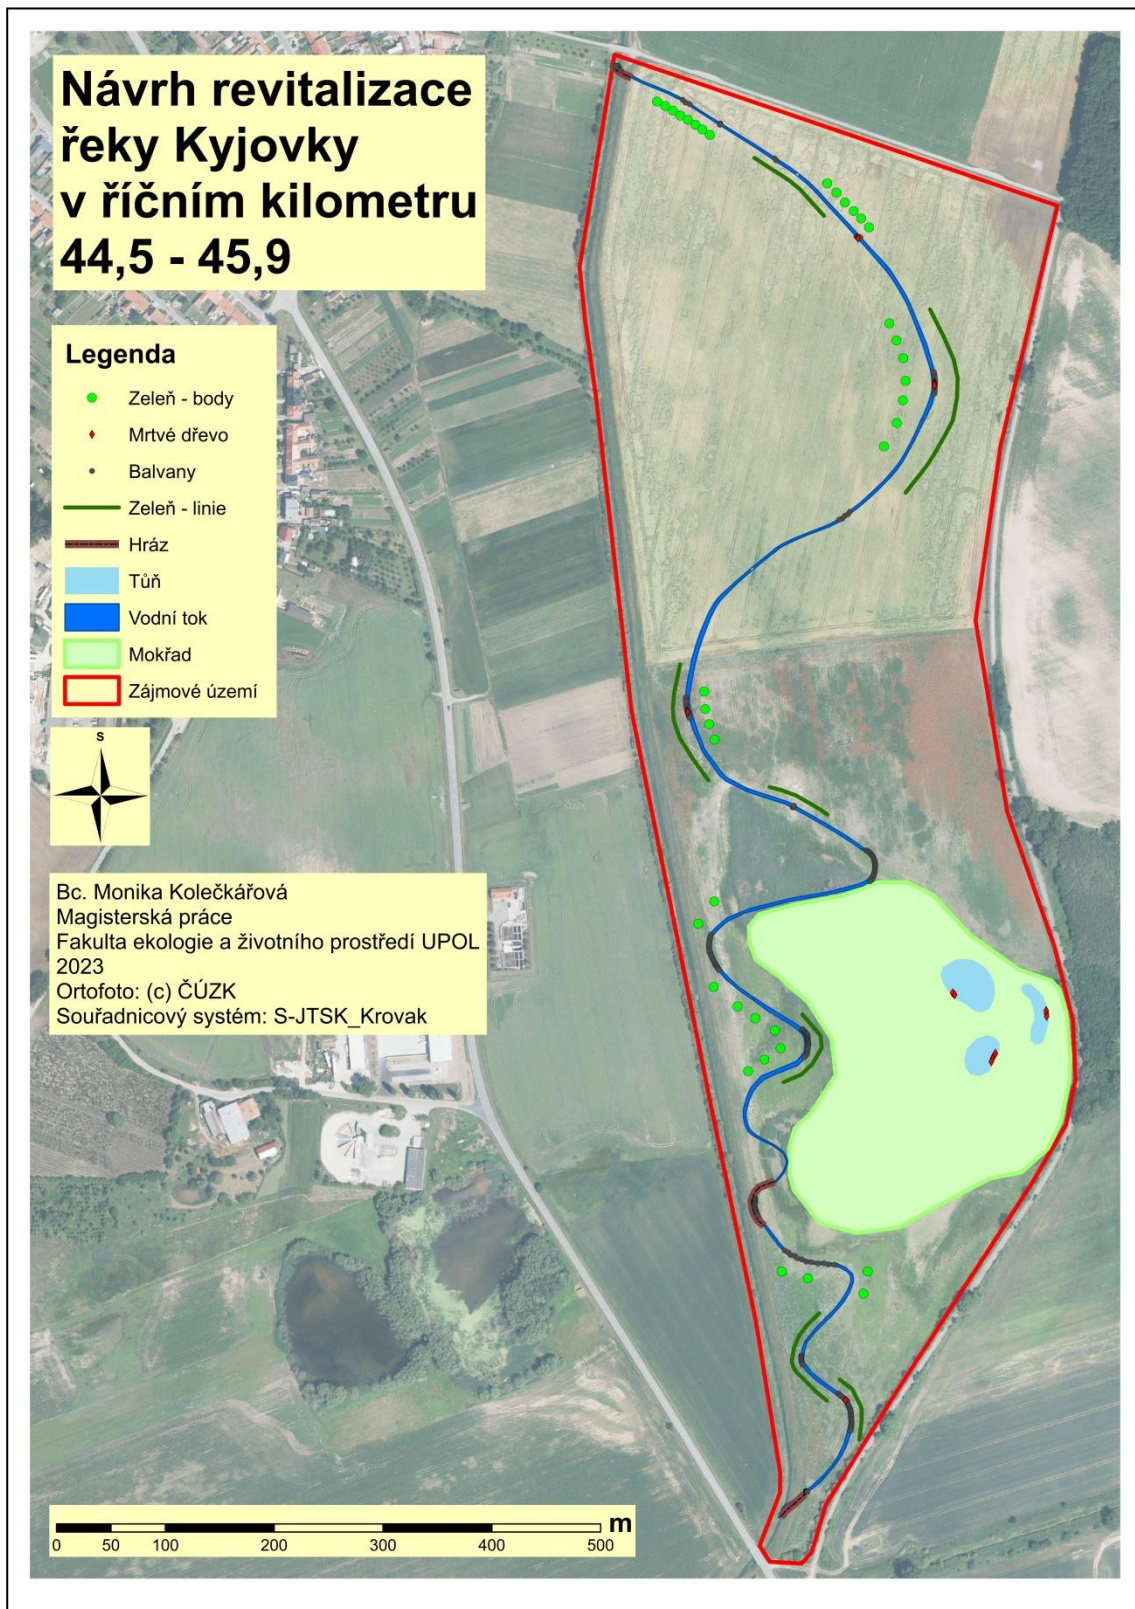 Návrh revitalizace
řeky Kyjovky
v říčním kilometru
44,5 - 45,9
Legenda
Zeleň - body
Mrtvé dřevo
Balvany
Zeleň - linie
Hráz
Tůň
Vodní tok
Mokřad
Zájmové území
S
Bc. Monika Kolečkářová
Magisterská práce
Fakulta ekologie a životního prostředí UPOL
2023
Ortofoto: (c) ČÚZK
Souřadnicový systém: S-JTSK_Krovak
ČÚZK
m
0 50 100 200 300 400 500